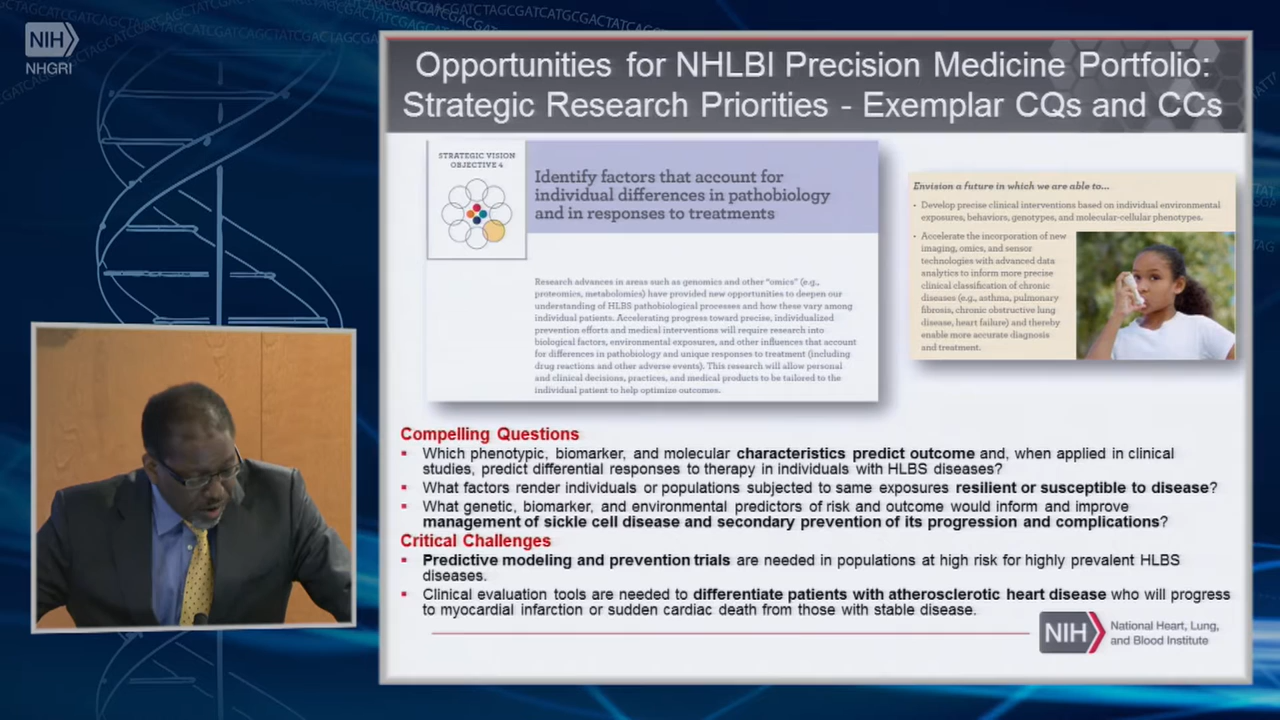 NIH
NHGRI
Opportunities for NHLBI Precision Medicine Portfolio:
Strategic Research Priorities - Exemplar CQs and CCs
STRATEGIC VISION
OBJECTIVE 4
Identify factors that account for
individual differences in pathobiology
and in responses to treatments
Research advances in areas such as genomics and other "omics" (e.g.,
proteomics, metabolomics) have provided new opportunities to deepen our
understanding of HLBS pathobiological processes and how these vary among
individual patients. Accelerating progress toward precise, individualized
prevention efforts and medical interventions will require research into
biological factors, environmental exposures, and other influences that account
for differences in pathobiology and unique responses to treatment (including
drug reactions and other adverse events). This research will allow personal
and clinical decisions, practices, and medical products to be tailored to the
individual patient to help optimize outcomes.
Envision a future in which we are able to...
• Develop precise clinical interventions based on individual environmental
exposures, behaviors, genotypes, and molecular-cellular phenotypes.
• Accelerate the incorporation of new
imaging, omics, and sensor
technologies with advanced data
analytics to inform more precise
clinical classification of chronic
diseases (e.g., asthma, pulmonary
fibrosis, chronic obstructive lung
disease, heart failure) and thereby
enable more accurate diagnosis
and treatment.
Compelling Questions
▪ Which phenotypic, biomarker, and molecular characteristics predict outcome and, when applied in clinical
studies, predict differential responses to therapy in individuals with HLBS diseases?
▪ What factors render individuals or populations subjected to same exposures resilient or susceptible to disease?
▪ What genetic, biomarker, and environmental predictors of risk and outcome would inform and improve
management of sickle cell disease and secondary prevention of its progression and complications?
Critical Challenges
▪ Predictive modeling and prevention trials are needed in populations at high risk for highly prevalent HLBS
diseases.
▪ Clinical evaluation tools are needed to differentiate patients with atherosclerotic heart disease who will progress
to myocardial infarction or sudden cardiac death from those with stable disease.
NIH
National Heart, Lung,
and Blood Institute